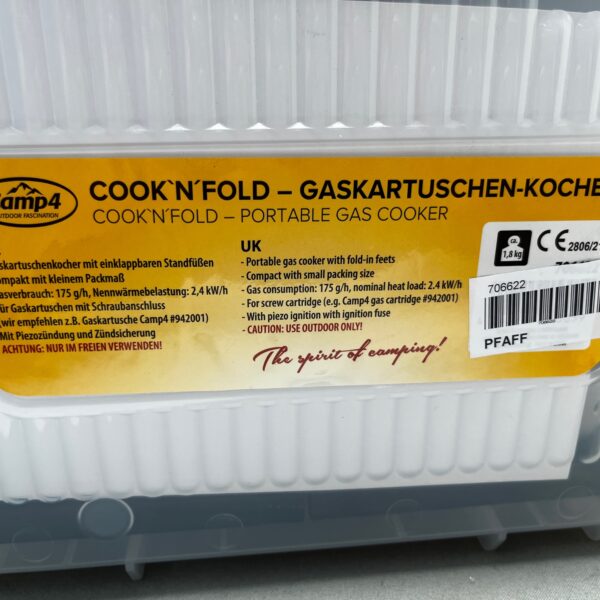 Camp4
OUTDOOR FASCINATION
COOK`N´FOLD – GASKARTUSCHEN-KOCHE
COOK`N´FOLD – PORTABLE GAS COOKER
skartuschenkocher mit einklappbaren Standfüßen
ompakt mit kleinem Packmaß
asverbrauch: 175 g/h, Nennwärmebelastung: 2,4 kW/h
ür Gaskartuschen mit Schraubanschluss
wir empfehlen z.B. Gaskartusche Camp4 #942001)
Mit Piezozündung und Zündsicherung
ACHTUNG: NUR IM FREIEN VERWENDEN!
UK
- Portable gas cooker with fold-in feets
- Compact with small packing size
- Gas consumption: 175 g/h, nominal heat load: 2.4 kW/h
- For screw cartridge (e.g. Camp4 gas cartridge #942001)
- With piezo ignition with ignition fuse
- CAUTION: USE OUTDOOR ONLY!
The spirit of camping!
ca.
1,8 kg
CE 2806/2
706622
PFAFF